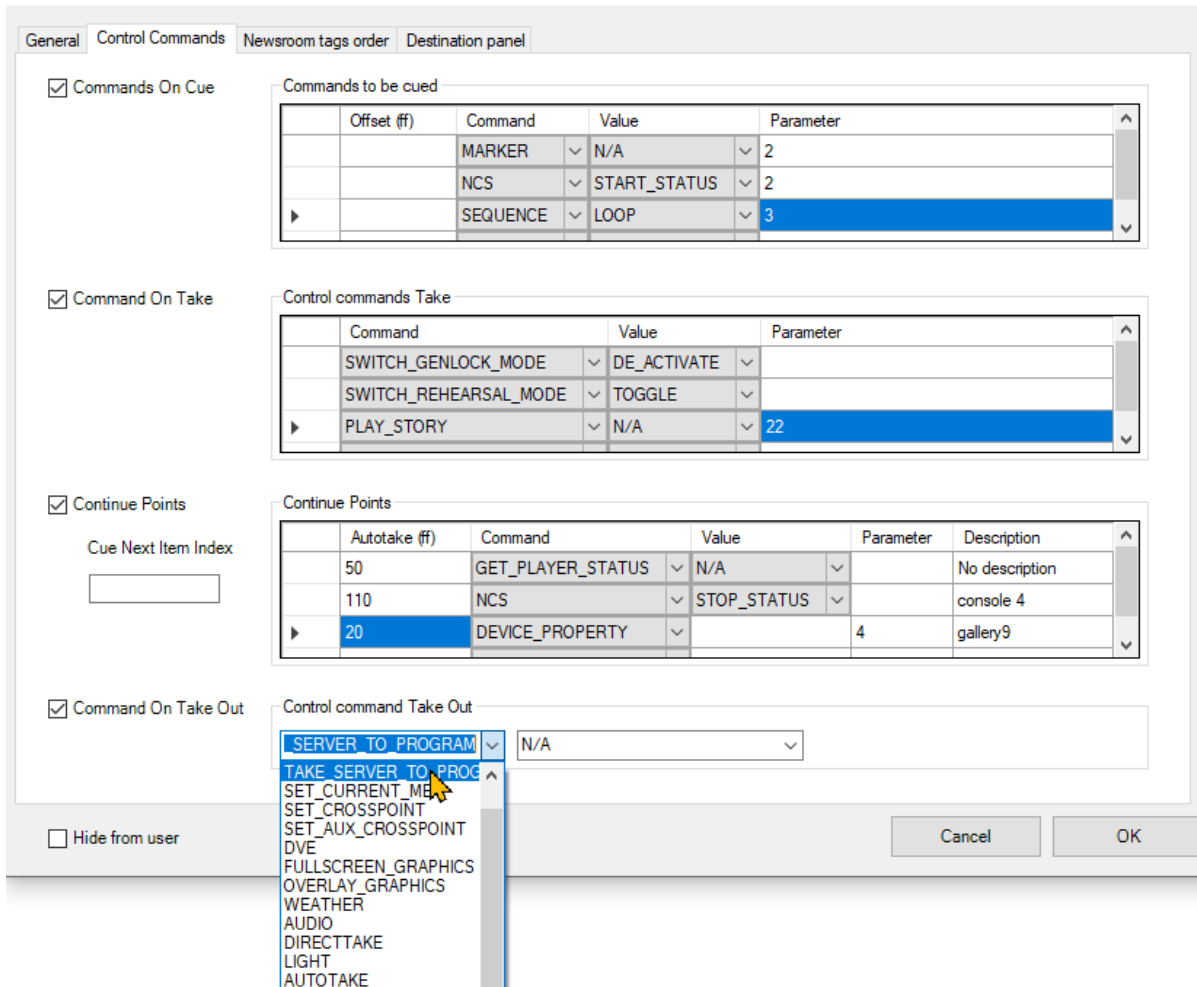 General Control Commands Newsroom tags order Destination panel
Commands On Cue
Commands to be cued
Offset (ff) Command Value Parameter
MARKER N/A 2
NCS START_STATUS 2
SEQUENCE LOOP 3
Command On Take
Control commands Take
Command Value Parameter
SWITCH_GENLOCK_MODE DE_ACTIVATE
SWITCH_REHEARSAL_MODE TOGGLE
PLAY_STORY N/A 22
Continue Points
Cue Next Item Index
Continue Points
Autotake (ff) Command Value Parameter Description
50 GET_PLAYER_STATUS N/A No description
110 NCS STOP_STATUS console 4
20 DEVICE_PROPERTY 4 gallery9
Command On Take Out
Control command Take Out
_SERVER_TO_PROGRAM N/A
TAKE_SERVER_TO_PROG
SET_CURRENT_ME
SET_CROSSPOINT
SET_AUX_CROSSPOINT
DVE
FULLSCREEN_GRAPHICS
OVERLAY_GRAPHICS
WEATHER
AUDIO
DIRECTTAKE
LIGHT
AUTOTAKE
Hide from user
Cancel OK